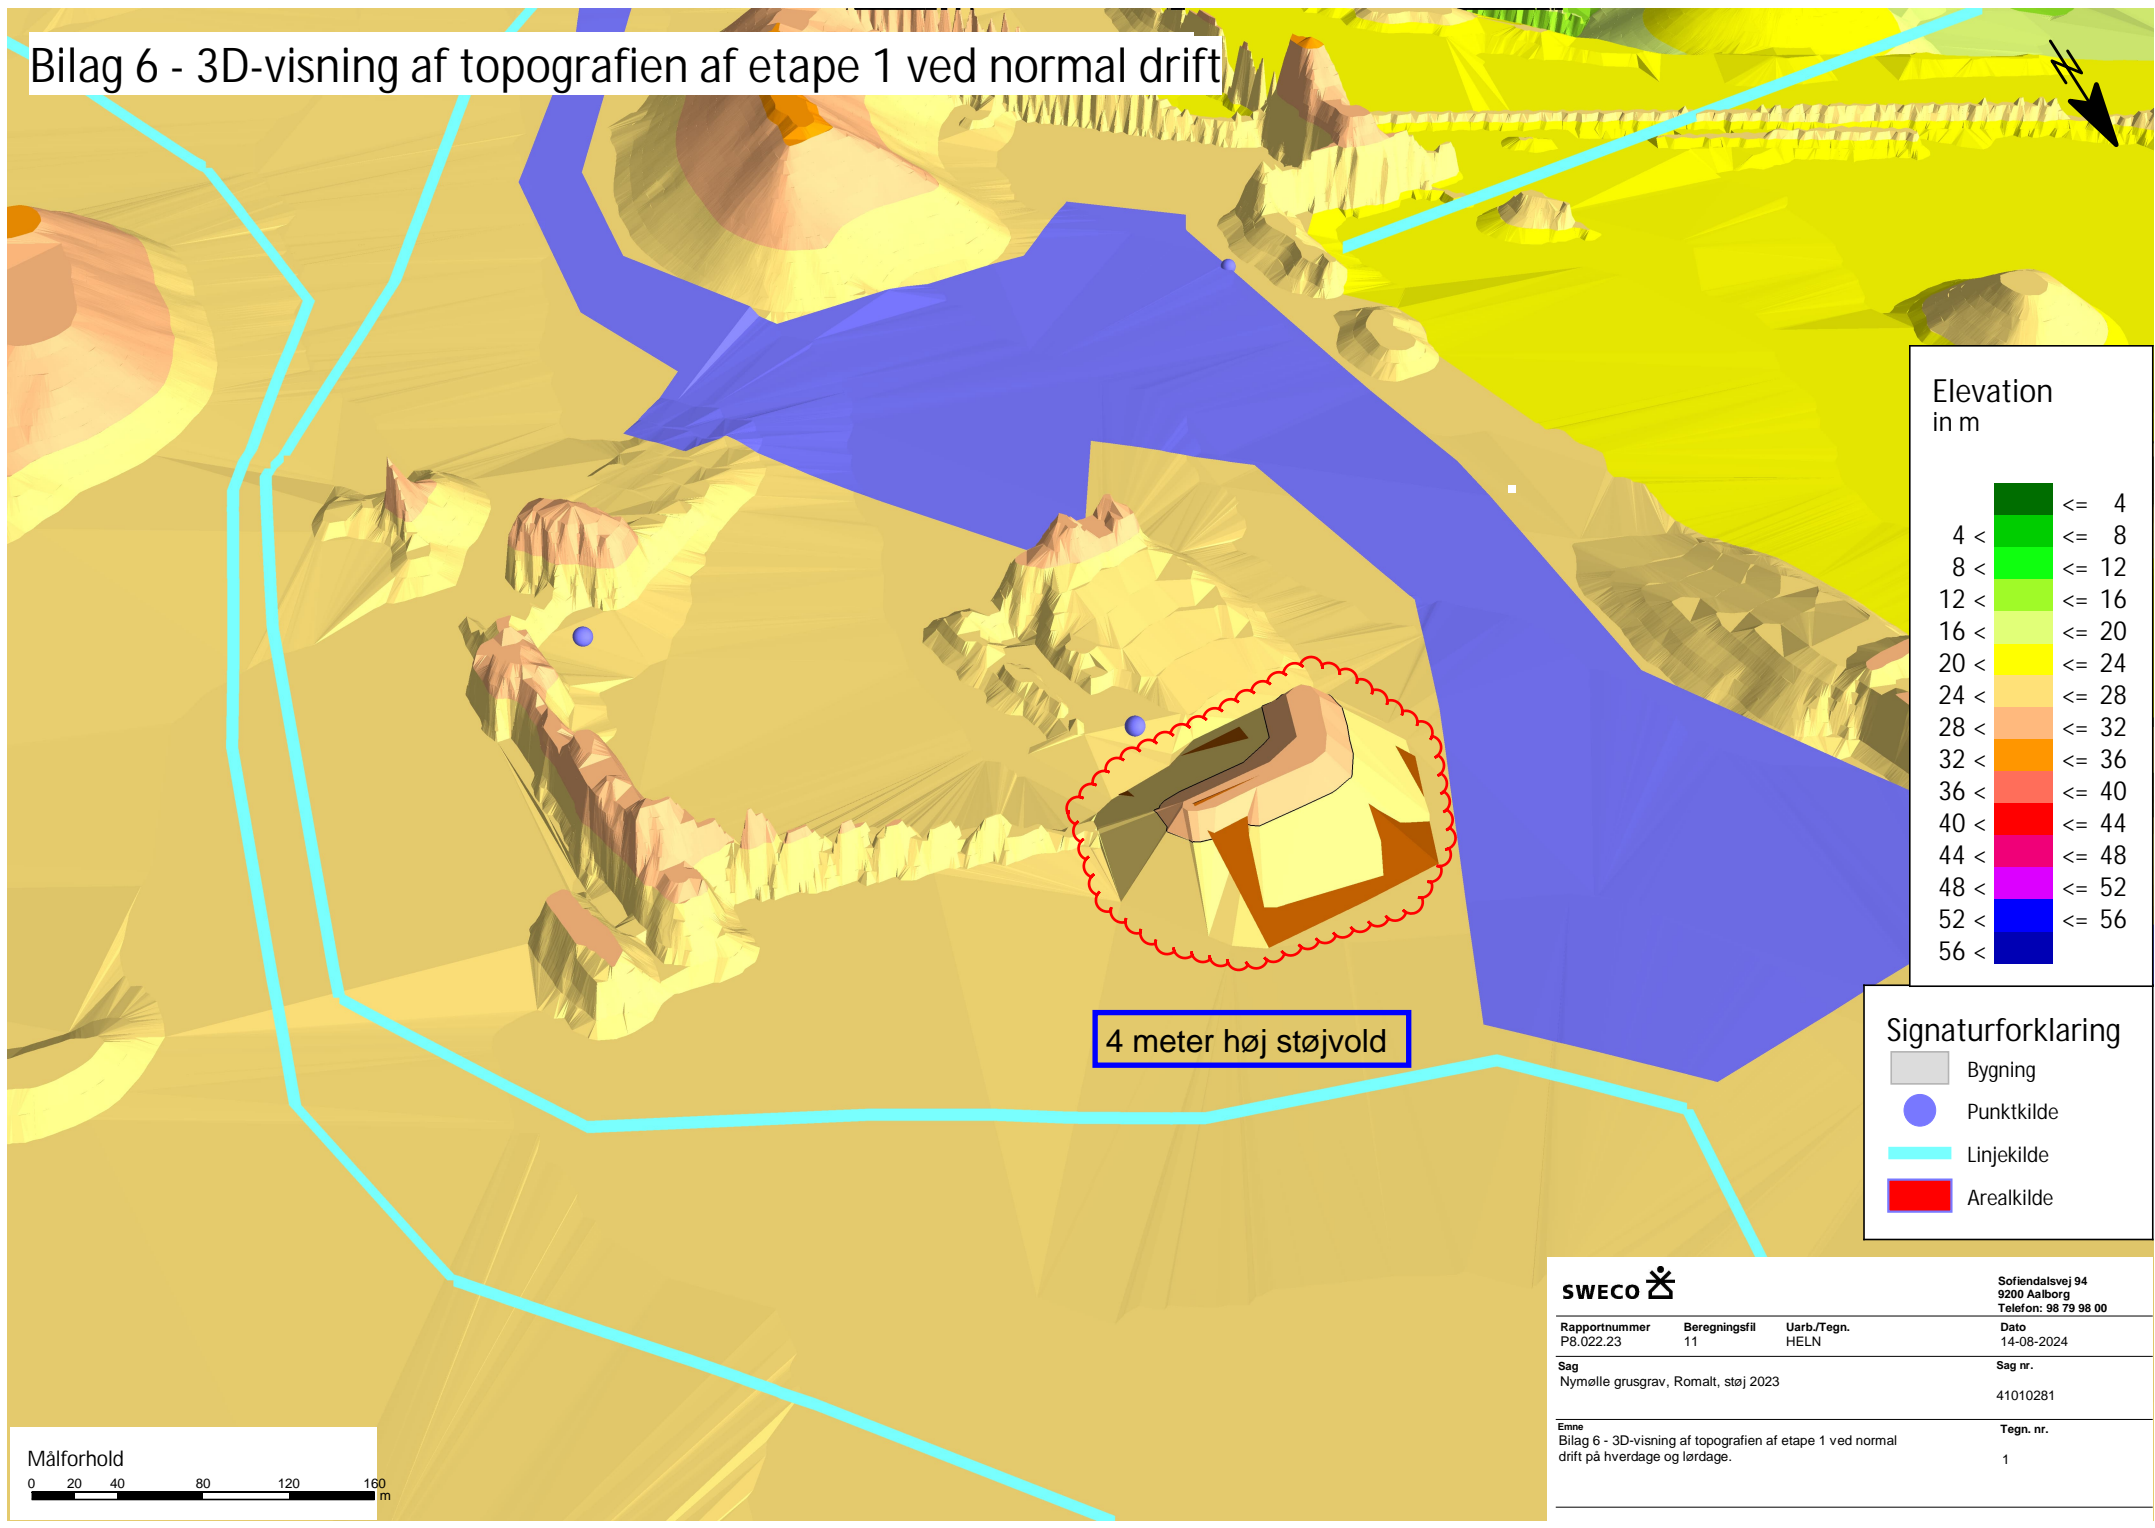 Bilag 6 - 3D-visning af topografien af etape 1 ved normal drift
Elevation
in m
<= 4
4 < <= 8
8 < <= 12
12 < <= 16
16 < <= 20
20 < <= 24
24 < <= 28
28 < <= 32
32 < <= 36
36 < <= 40
40 < <= 44
44 < <= 48
48 < <= 52
52 < <= 56
56 <
4 meter høj støjvold
Signaturforklaring
Bygning
Punktkilde
Linjekilde
Arealkilde
SWECO
Sofiendalsvej 94
9200 Aalborg
Telefon: 98 79 98 00
Rapportnummer Beregningsfil Uarb./Tegn. Dato
P8.022.23 11 HELN 14-08-2024
Sag Sag nr.
Nymølle grusgrav, Romalt, støj 2023
41010281
Emne Tegn. nr.
Bilag 6 - 3D-visning af topografien af etape 1 ved normal
drift på hverdage og lørdage.
1
Målforhold
0 20 40 80 120 160
m